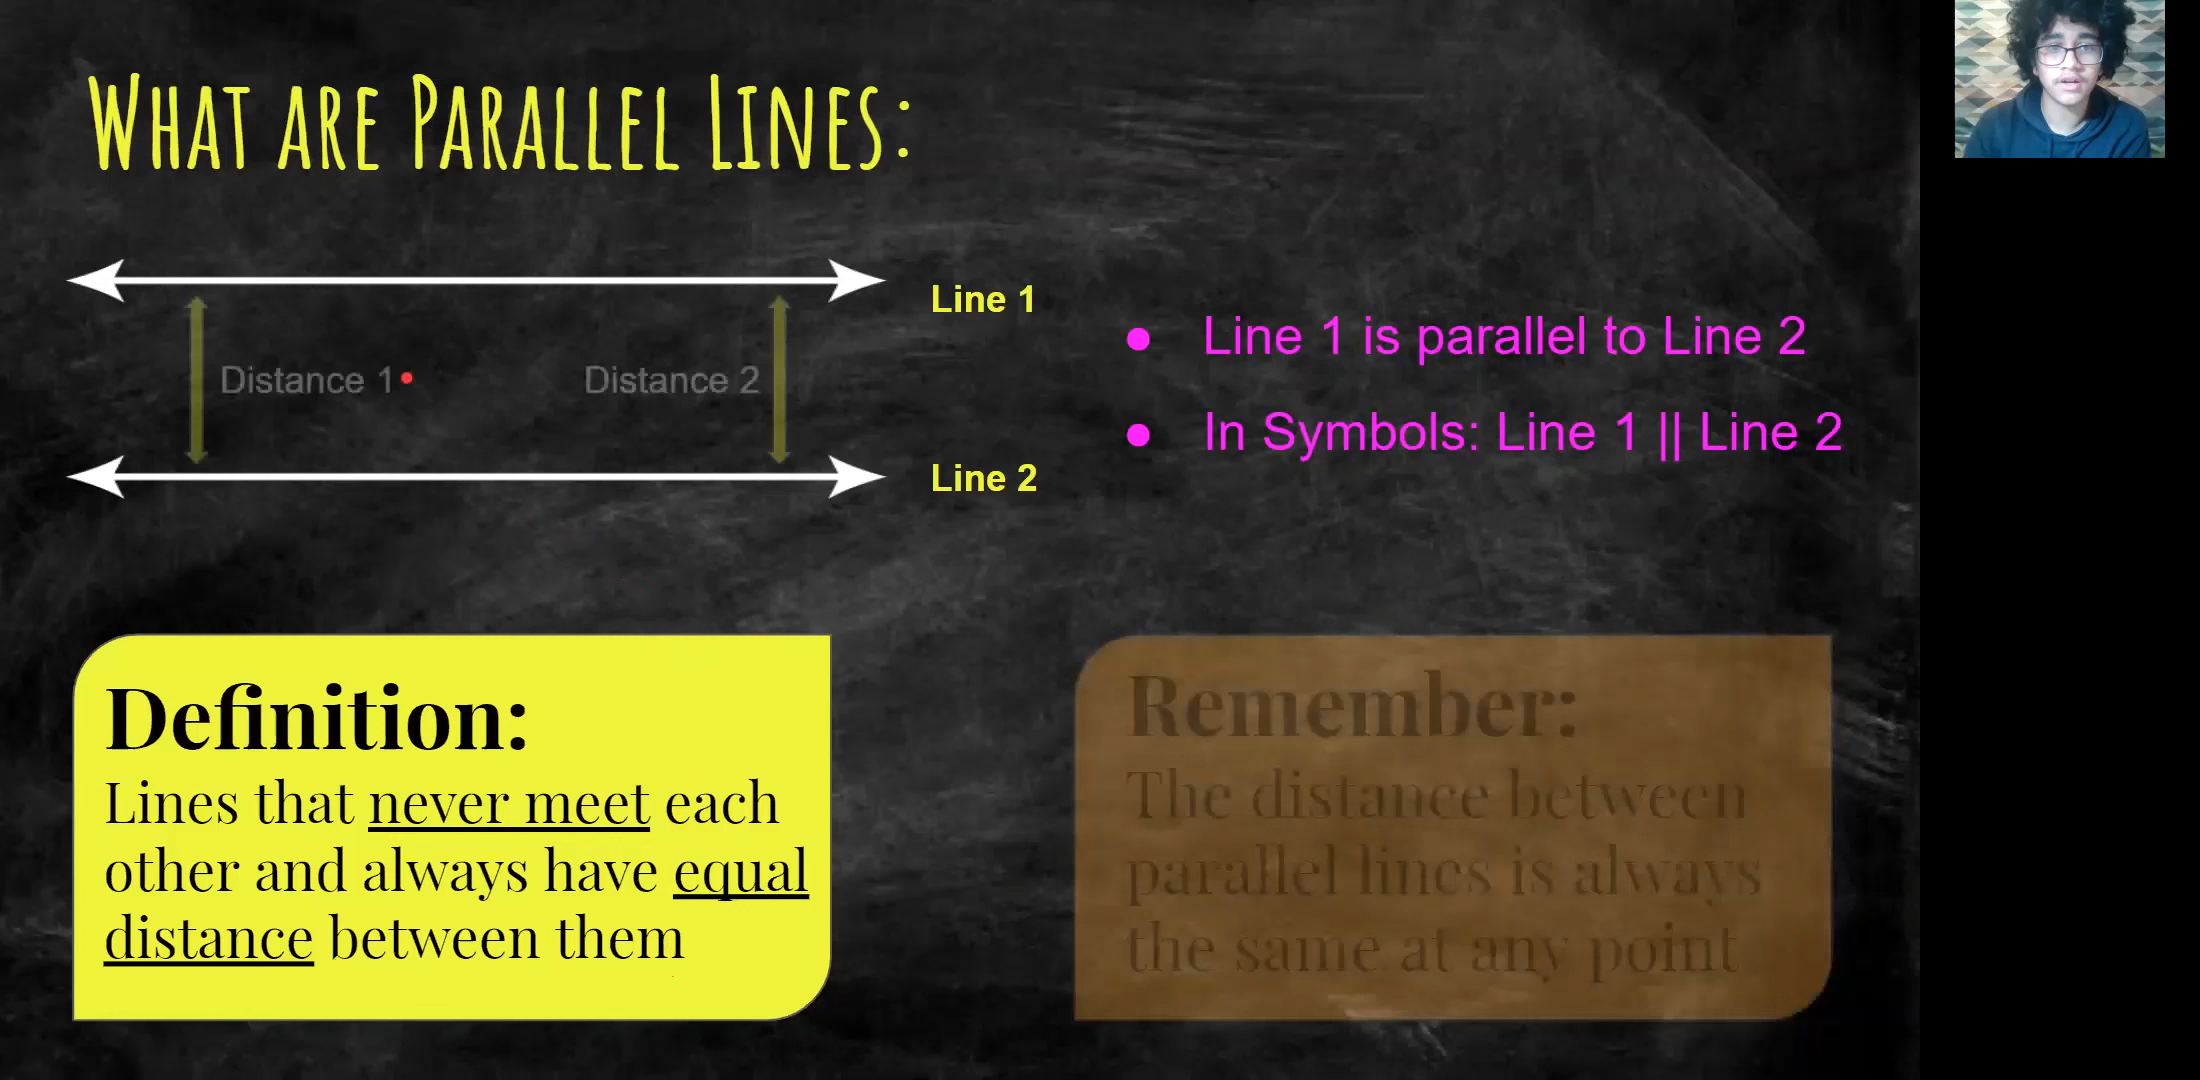 WHAT ARE PARALLEL LINES:
Line 1
Distance 1
Distance 2
Line 2
● Line 1 is parallel to Line 2
● In Symbols: Line 1 || Line 2
Definition:
Lines that never meet each
other and always have equal
distance between them
Remember:
The distance between
parallel lines is always
the same at any point